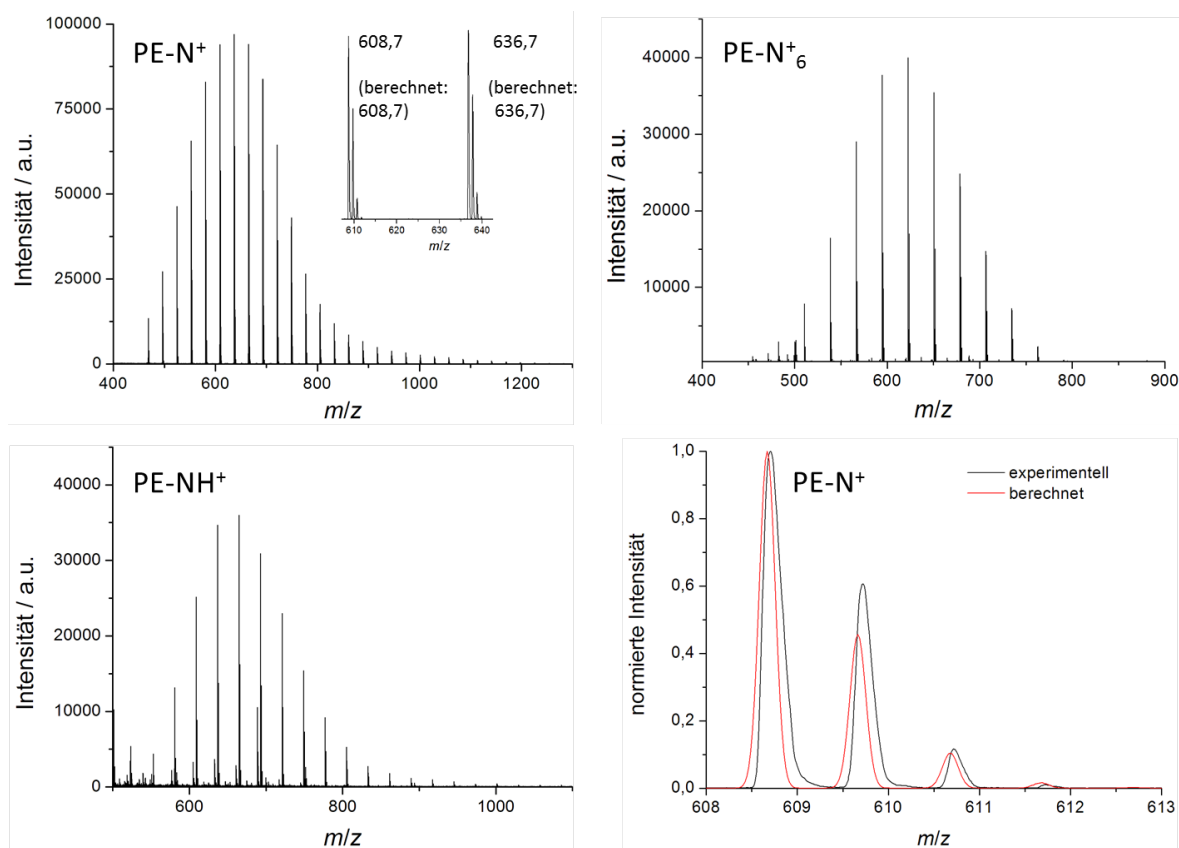 PE-N⁺
100000
75000
50000
25000
0
Intensität / a.u.
400 600 800 1000 1200
m/z
608,7 636,7
(berechnet: (berechnet:
608,7) 636,7)
610 620 630 640
m/z
PE-N⁺₆
40000
30000
20000
10000
Intensität / a.u.
400 500 600 700 800 900
m/z
PE-NH⁺
40000
30000
20000
10000
0
Intensität / a.u.
600 800 1000
m/z
PE-N⁺
experimentell
berechnet
1,0
0,8
0,6
0,4
0,2
0,0
normierte Intensität
608 609 610 611 612 613
m/z